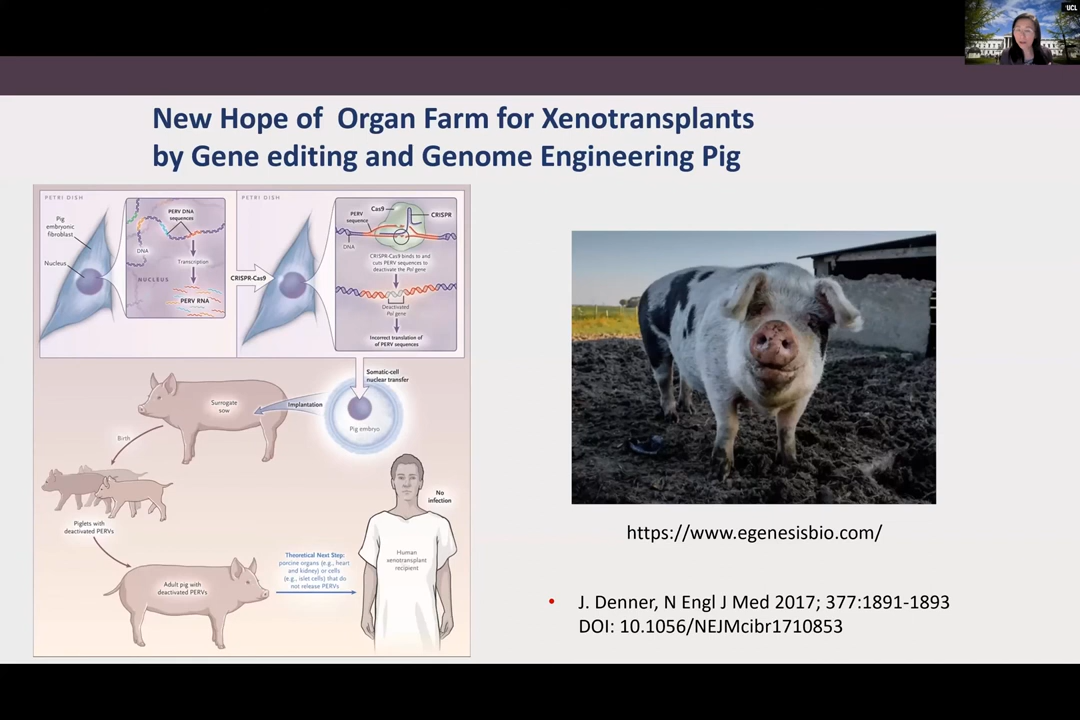 UCL
New Hope of Organ Farm for Xenotransplants
by Gene editing and Genome Engineering Pig
PETRI DISH
Pig
embryonic
fibroblast
Nucleus
PERV DNA
sequences
DNA
Transcription
NUCLEUS
PERV RNA
CRISPR-Cas9
PETRI DISH
Cas9
PERV
sequence
CRISPR
DNA
CRISPR-Cas9 binds to and
cuts PERV sequences to
deactivate the Pol gene
Deactivated
Pol gene
Incorrect translation of
of PERV sequences
Somatic-cell
nuclear transfer
Pig embryo
Implantation
Surrogate
sow
Birth
Piglets with
deactivated PERVs
Adult pig with
deactivated PERVs
Theoretical Next Step:
porcine organs (e.g., heart
and kidney) or cells
(e.g., islet cells) that do
not release PERVs
No
infection
Human
xenotransplant
recipient
https://www.egenesisbio.com/
• J. Denner, N Engl J Med 2017; 377:1891-1893
DOI: 10.1056/NEJMcibr1710853